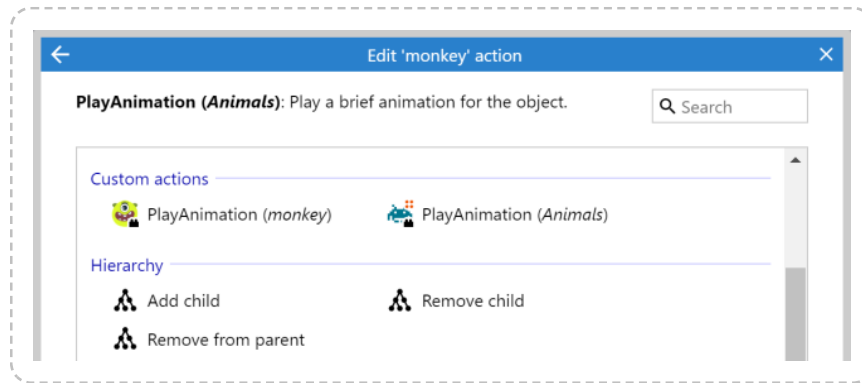 Edit 'monkey' action
PlayAnimation (Animals): Play a brief animation for the object.
Search
Custom actions
PlayAnimation (monkey) PlayAnimation (Animals)
Hierarchy
Add child Remove child
Remove from parent